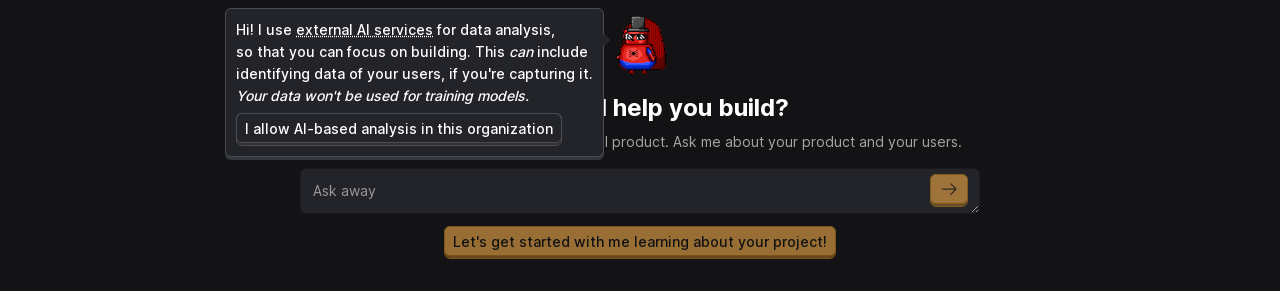 Hi! I use external AI services for data analysis,
so that you can focus on building. This can include
identifying data of your users, if you're capturing it.
Your data won't be used for training models.
I allow AI-based analysis in this organization
help you build?
product. Ask me about your product and your users.
Ask away
Let's get started with me learning about your project!